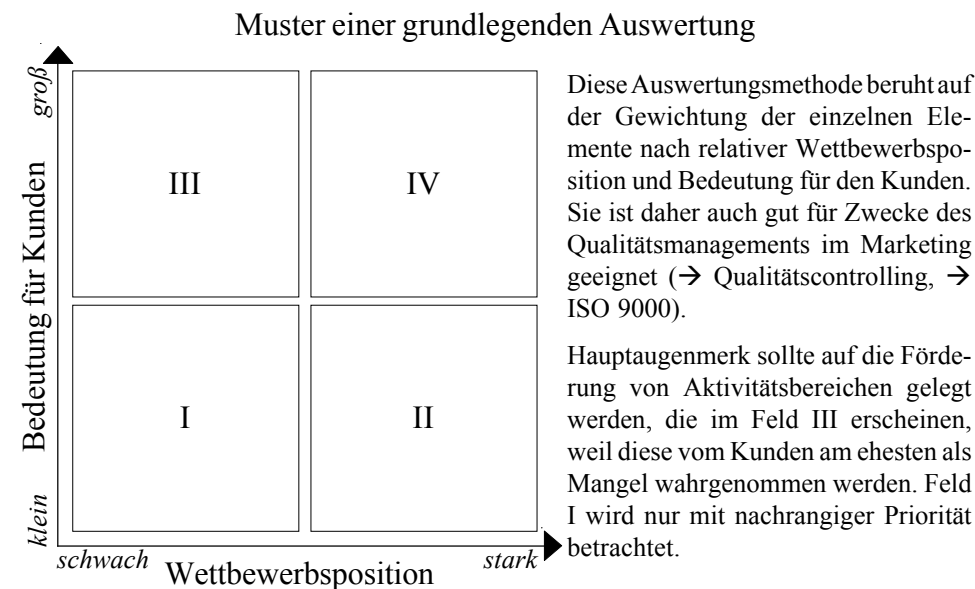 Muster einer grundlegenden Auswertung
groß
Bedeutung für Kunden
klein
III
IV
I
II
schwach
Wettbewerbsposition
stark
Diese Auswertungsmethode beruht auf
der Gewichtung der einzelnen Ele-
mente nach relativer Wettbewerbspo-
sition und Bedeutung für den Kunden.
Sie ist daher auch gut für Zwecke des
Qualitätsmanagements im Marketing
geeignet (→ Qualitätscontrolling, →
ISO 9000).
Hauptaugenmerk sollte auf die Förde-
rung von Aktivitätsbereichen gelegt
werden, die im Feld III erscheinen,
weil diese vom Kunden am ehesten als
Mangel wahrgenommen werden. Feld
I wird nur mit nachrangiger Priorität
betrachtet.